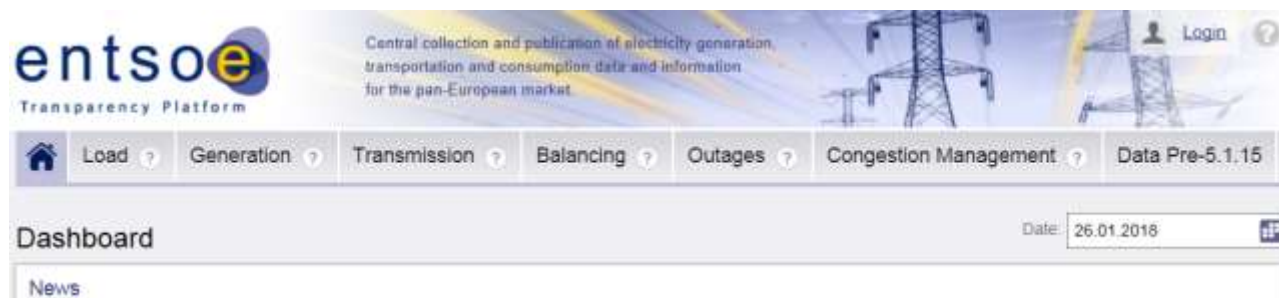 entsoe
Transparency Platform
Central collection and publication of electricity generation,
transportation and consumption data and information
for the pan-European market.
Login ?
Load ? Generation ? Transmission ? Balancing ? Outages ? Congestion Management ? Data Pre-5.1.15
Dashboard
Date: 26.01.2018
News